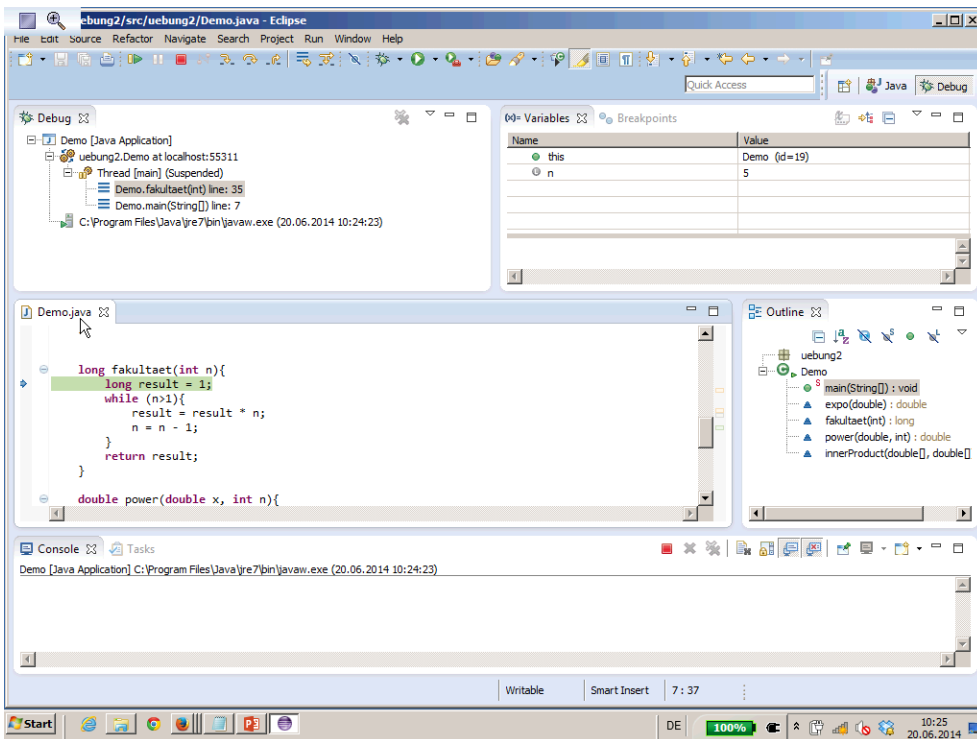 ebung2/src/uebung2/Demo.java - Eclipse
File Edit Source Refactor Navigate Search Project Run Window Help
Quick Access
Java
Debug
Debug
Demo [Java Application]
uebung2.Demo at localhost:55311
Thread [main] (Suspended)
Demo.fakultaet(int) line: 35
Demo.main(String[]) line: 7
C:\Program Files\Java\jre7\bin\javaw.exe (20.06.2014 10:24:23)
(x)= Variables Breakpoints
Name Value
this Demo (id=19)
n 5
Demo.java
long fakultaet(int n){
long result = 1;
while (n>1){
result = result * n;
n = n - 1;
}
return result;
}
double power(double x, int n){
Outline
uebung2
Demo
main(String[]) : void
expo(double) : double
fakultaet(int) : long
power(double, int) : double
innerProduct(double[], double[]
Console Tasks
Demo [Java Application] C:\Program Files\Java\jre7\bin\javaw.exe (20.06.2014 10:24:23)
Writable Smart Insert 7 : 37
Start
DE
100%
10:25
20.06.2014